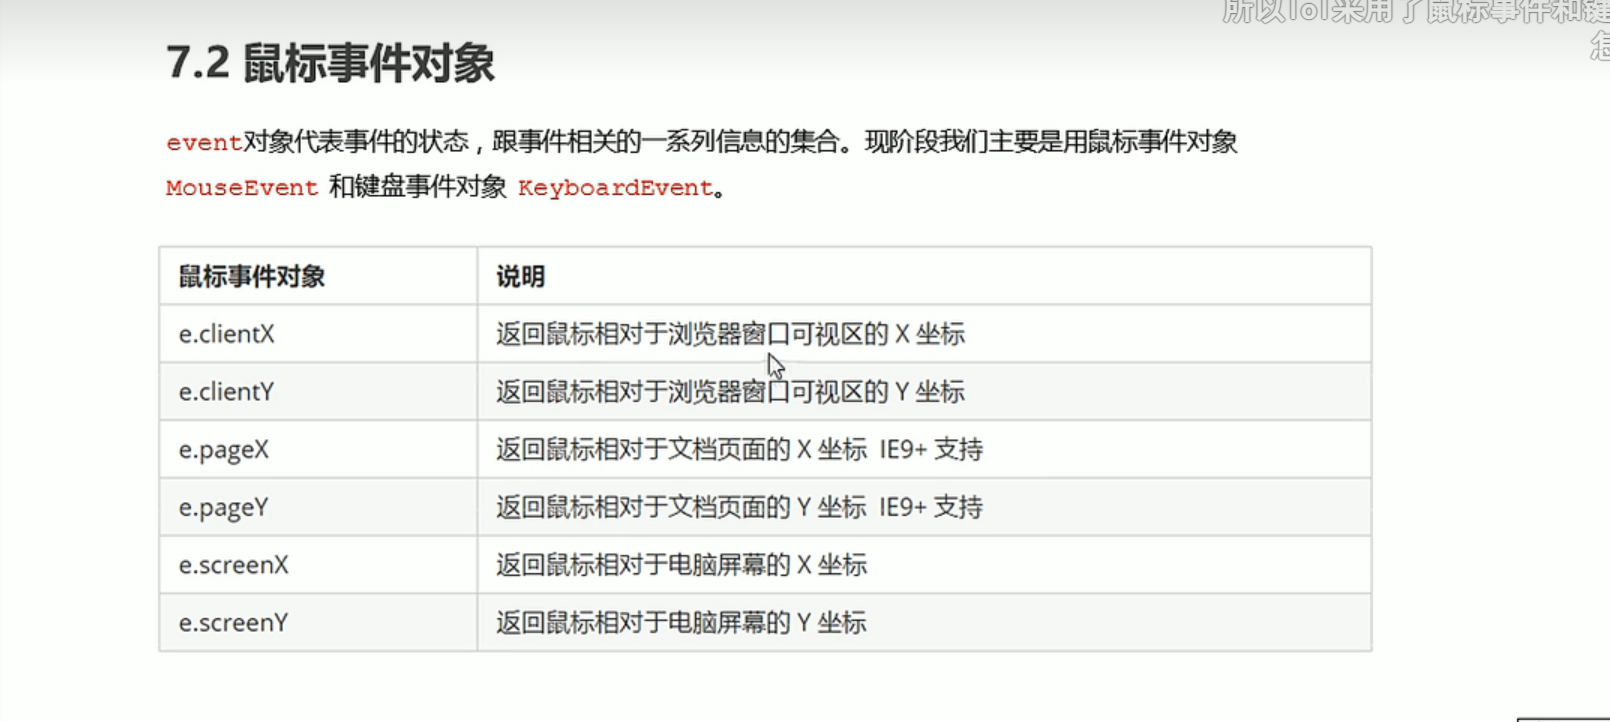 所以lol采用了鼠标事件和键
怎
7.2 鼠标事件对象
event对象代表事件的状态，跟事件相关的一系列信息的集合。现阶段我们主要是用鼠标事件对象
MouseEvent 和键盘事件对象 KeyboardEvent。
鼠标事件对象 说明
e.clientX 返回鼠标相对于浏览器窗口可视区的 X 坐标
e.clientY 返回鼠标相对于浏览器窗口可视区的 Y 坐标
e.pageX 返回鼠标相对于文档页面的 X 坐标 IE9+ 支持
e.pageY 返回鼠标相对于文档页面的 Y 坐标 IE9+ 支持
e.screenX 返回鼠标相对于电脑屏幕的 X 坐标
e.screenY 返回鼠标相对于电脑屏幕的 Y 坐标